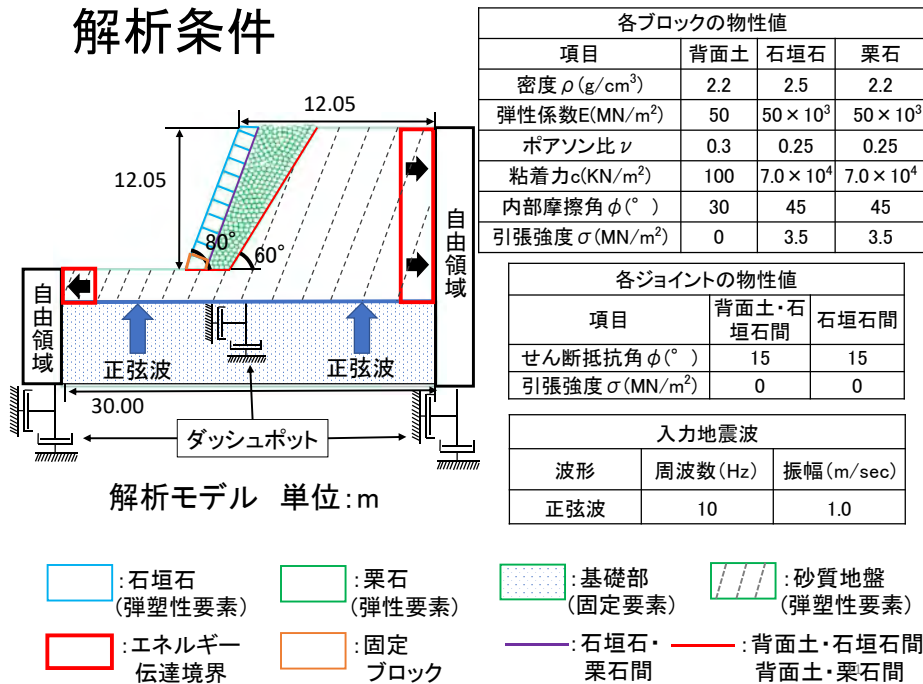 解析条件
12.05
12.05
80°
60°
自由領域
自由領域
正弦波
正弦波
30.00
ダッシュポット
解析モデル 単位:m
各ブロックの物性値
項目 背面土 石垣石 栗石
密度ρ(g/cm³) 2.2 2.5 2.2
弾性係数E(MN/m²) 50 50×10³ 50×10³
ポアソン比ν 0.3 0.25 0.25
粘着力c(KN/m²) 100 7.0×10⁴ 7.0×10⁴
内部摩擦角φ(°) 30 45 45
引張強度σ(MN/m²) 0 3.5 3.5
各ジョイントの物性値
項目 背面土・石垣石間 石垣石間
せん断抵抗角φ(°) 15 15
引張強度σ(MN/m²) 0 0
入力地震波
波形 周波数(Hz) 振幅(m/sec)
正弦波 10 1.0
:石垣石
(弾塑性要素)
:栗石
(弾性要素)
:基礎部
(固定要素)
:砂質地盤
(弾塑性要素)
:エネルギー
伝達境界
:固定
ブロック
:石垣石・
栗石間
:背面土・石垣石間
背面土・栗石間